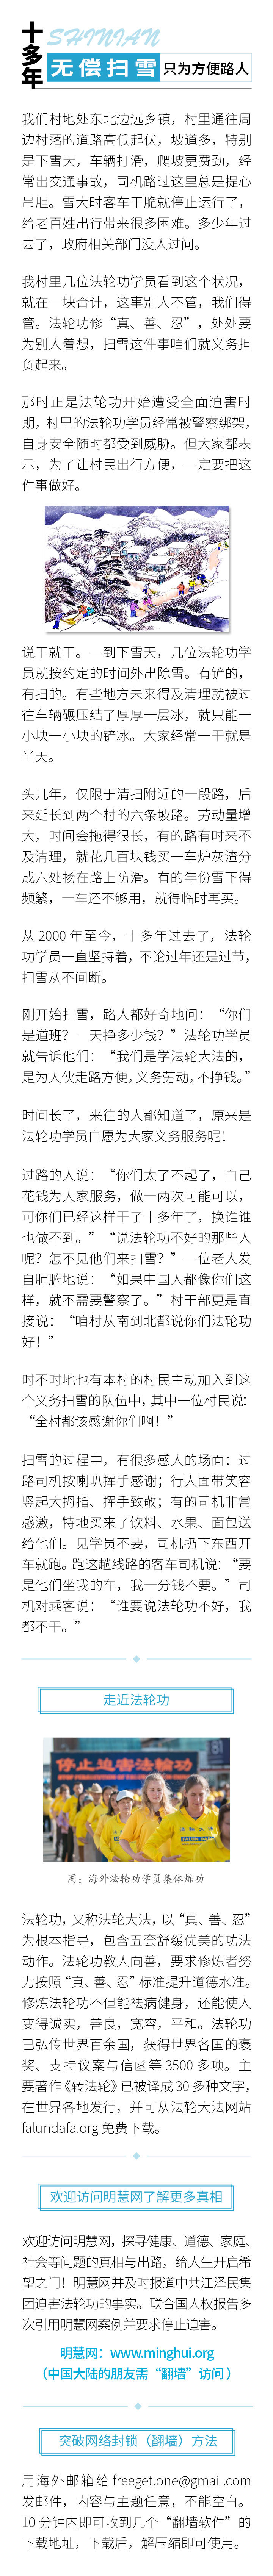 十多年
SHINIAN
无偿扫雪
只为方便路人
我们村地处东北边远乡镇，村里通往周
边村落的道路高低起伏，坡道多，特别
是下雪天，车辆打滑，爬坡更费劲，经
常出交通事故，司机路过这里总是提心
吊胆。雪大时客车干脆就停止运行了，
给老百姓出行带来很多困难。多少年过
去了，政府相关部门没人过问。
我村里几位法轮功学员看到这个状况，
就在一块合计，这事别人不管，我们得
管。法轮功修“真、善、忍”，处处要
为别人着想，扫雪这件事咱们就义务担
负起来。
那时正是法轮功开始遭受全面迫害时
期，村里的法轮功学员经常被警察绑架，
自身安全随时都受到威胁。但大家都表
示，为了让村民出行方便，一定要把这
件事做好。
说干就干。一到下雪天，几位法轮功学
员就按约定的时间外出除雪。有铲的，
有扫的。有些地方未来得及清理就被过
往车辆碾压结了厚厚一层冰，就只能一
小块一小块的铲冰。大家经常一干就是
半天。
头几年，仅限于清扫附近的一段路，后
来延长到两个村的六条坡路。劳动量增
大，时间会拖得很长，有的路有时来不
及清理，就花几百块钱买一车炉灰渣分
成六处扬在路上防滑。有的年份雪下得
频繁，一车还不够用，就得临时再买。
从 2000 年至今，十多年过去了，法轮
功学员一直坚持着，不论过年还是过节，
扫雪从不间断。
刚开始扫雪，路人都好奇地问：“你们
是道班？一天挣多少钱？”法轮功学员
就告诉他们：“我们是学法轮大法的，
是为大伙走路方便，义务劳动，不挣钱。”
时间长了，来往的人都知道了，原来是
法轮功学员自愿为大家义务服务呢！
过路的人说：“你们太了不起了，自己
花钱为大家服务，做一两次可能可以，
可你们已经这样干了十多年了，换谁谁
也做不到。”“说法轮功不好的那些人
呢？怎不见他们来扫雪？”一位老人发
自肺腑地说：“如果中国人都像你们这
样，就不需要警察了。”村干部更是直
接说：“咱村从南到北都说你们法轮功
好！”
时不时地也有本村的村民主动加入到这
个义务扫雪的队伍中，其中一位村民说：
“全村都该感谢你们啊！”
扫雪的过程中，有很多感人的场面：过
路司机按喇叭挥手感谢；行人面带笑容
竖起大拇指、挥手致敬；有的司机非常
感激，特地买来了饮料、水果、面包送
给他们。见学员不要，司机扔下东西开
车就跑。跑这趟线路的客车司机说：“要
是他们坐我的车，我一分钱不要。”司
机对乘客说：“谁要说法轮功不好，我
都不干。”
走近法轮功
停止迫害法輪功
FALUN DAFA
图：海外法轮功学员集体炼功
法轮功，又称法轮大法，以“真、善、忍”
为根本指导，包含五套舒缓优美的功法
动作。法轮功教人向善，要求修炼者努
力按照“真、善、忍”标准提升道德水准。
修炼法轮功不但能祛病健身，还能使人
变得诚实，善良，宽容，平和。法轮功
已弘传世界百余国，获得世界各国的褒
奖、支持议案与信函等 3500 多项。主
要著作《转法轮》已被译成 30 多种文字，
在世界各地发行，并可从法轮大法网站
falundafa.org 免费下载。
欢迎访问明慧网了解更多真相
欢迎访问明慧网，探寻健康、道德、家庭、
社会等问题的真相与出路，给人生开启希
望之门！明慧网并及时报道中共江泽民集
团迫害法轮功的事实。联合国人权报告多
次引用明慧网案例并要求停止迫害。
明慧网：www.minghui.org
（中国大陆的朋友需“翻墙”访问）
突破网络封锁（翻墙）方法
用海外邮箱给 freeget.one@gmail.com
发邮件，内容与主题任意，不能空白。
10 分钟内即可收到几个“翻墙软件”的
下载地址，下载后，解压缩即可使用。